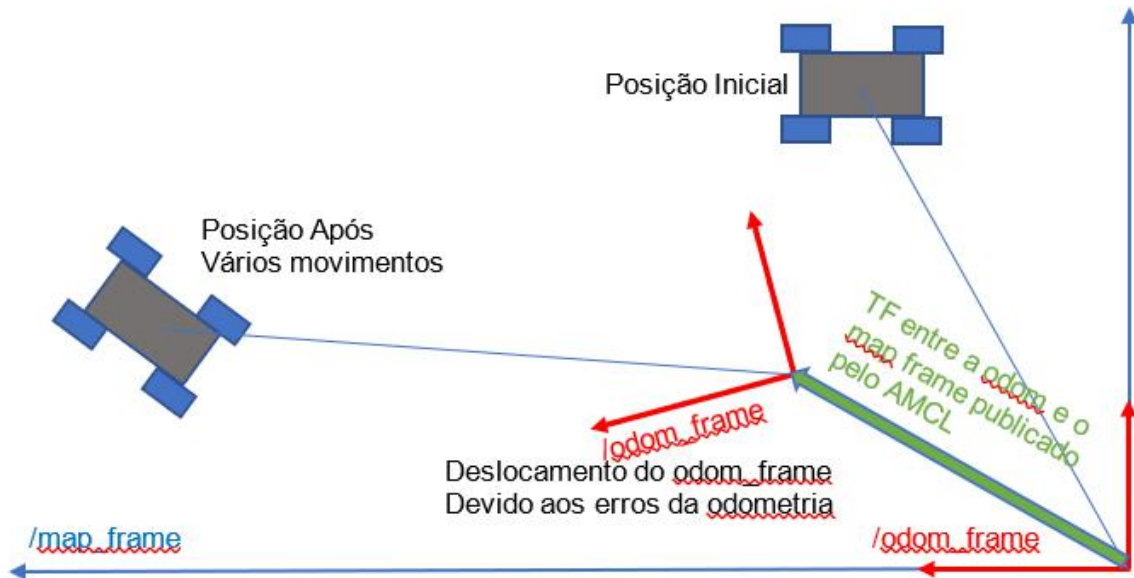 Posição Inicial
Posição Após
Vários movimentos
TF entre a odom e o
map frame publicado
pelo AMCL
/odom_frame
Deslocamento do odom_frame
Devido aos erros da odometria
/map_frame
/odom_frame